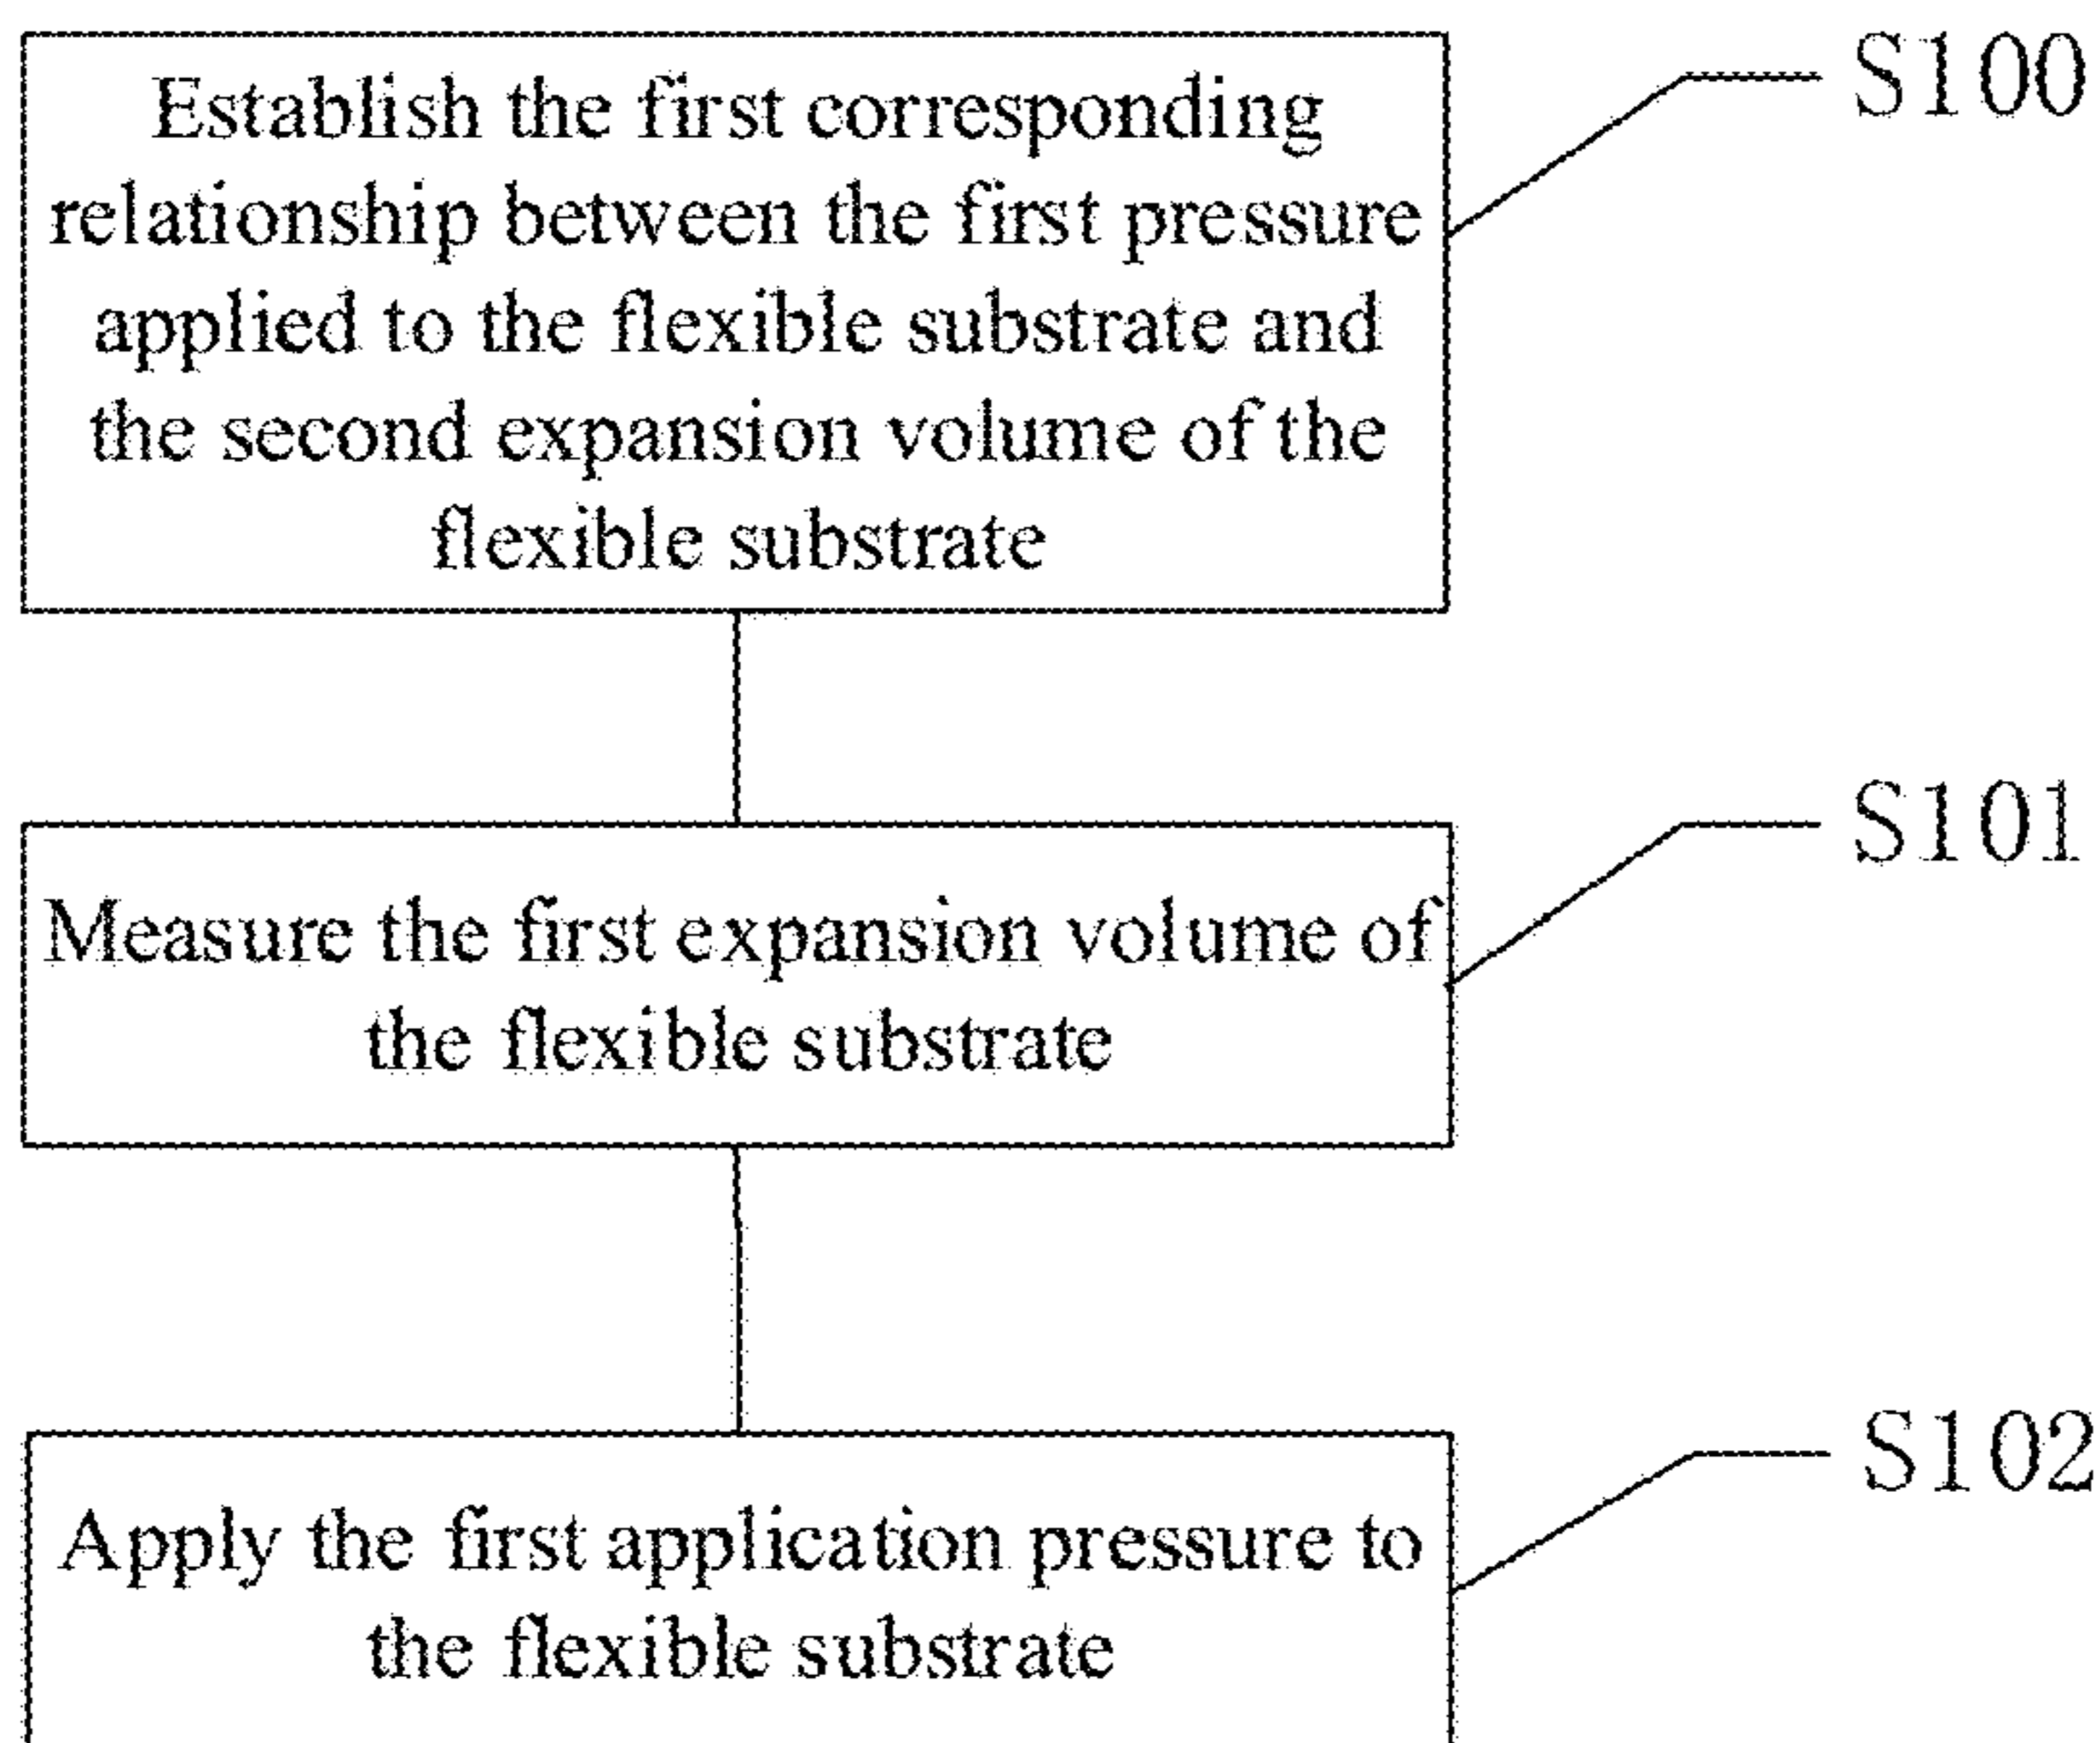 Establish the first corresponding
relationship between the first pressure
applied to the flexible substrate and
the second expansion volume of the
flexible substrate
S100
Measure the first expansion volume of
the flexible substrate
S101
Apply the first application pressure to
the flexible substrate
S102